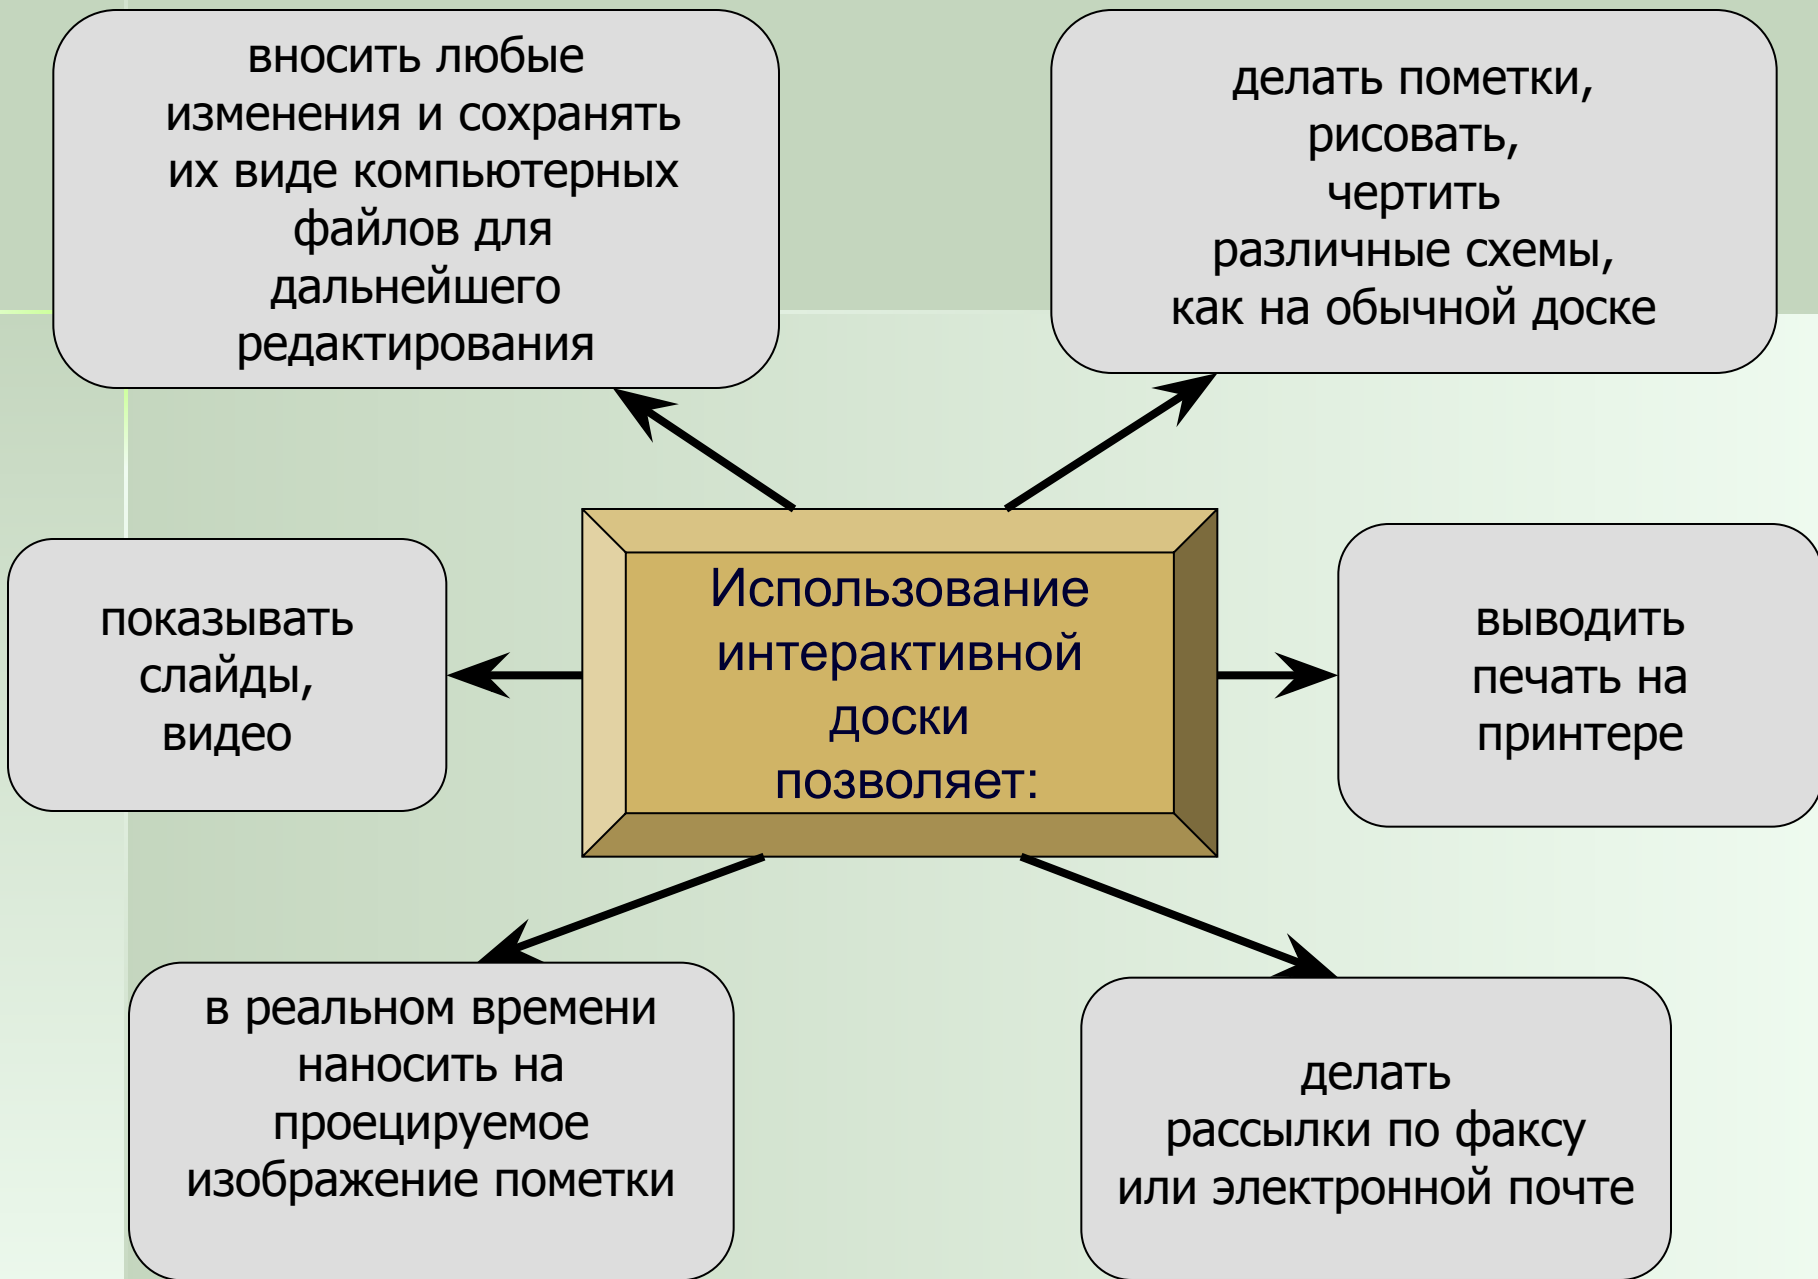 вносить любые
изменения и сохранять
их виде компьютерных
файлов для
дальнейшего
редактирования
делать пометки,
рисовать,
чертить
различные схемы,
как на обычной доске
показывать
слайды,
видео
Использование
интерактивной
доски
позволяет:
выводить
печать на
принтере
в реальном времени
наносить на
проецируемое
изображение пометки
делать
рассылки по факсу
или электронной почте